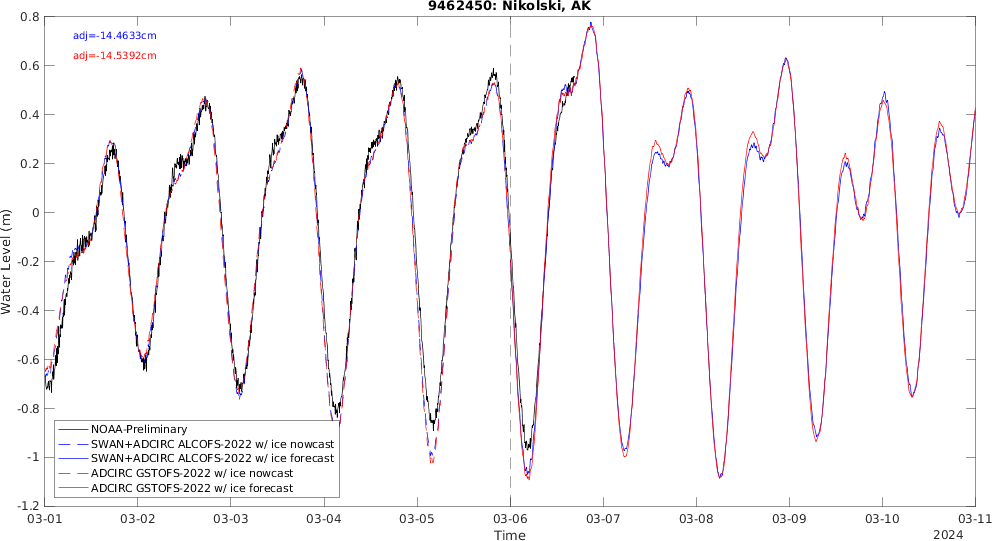 9462450: Nikolski, AK
adj=-14.4633cm
adj=-14.5392cm
Water Level (m)
0.8
0.6
0.4
0.2
0
-0.2
-0.4
-0.6
-0.8
-1
-1.2
NOAA-Preliminary
SWAN+ADCIRC ALCOFS-2022 w/ ice nowcast
SWAN+ADCIRC ALCOFS-2022 w/ ice forecast
ADCIRC GSTOFS-2022 w/ ice nowcast
ADCIRC GSTOFS-2022 w/ ice forecast
03-01 03-02 03-03 03-04 03-05 03-06 03-07 03-08 03-09 03-10 03-11
Time
2024